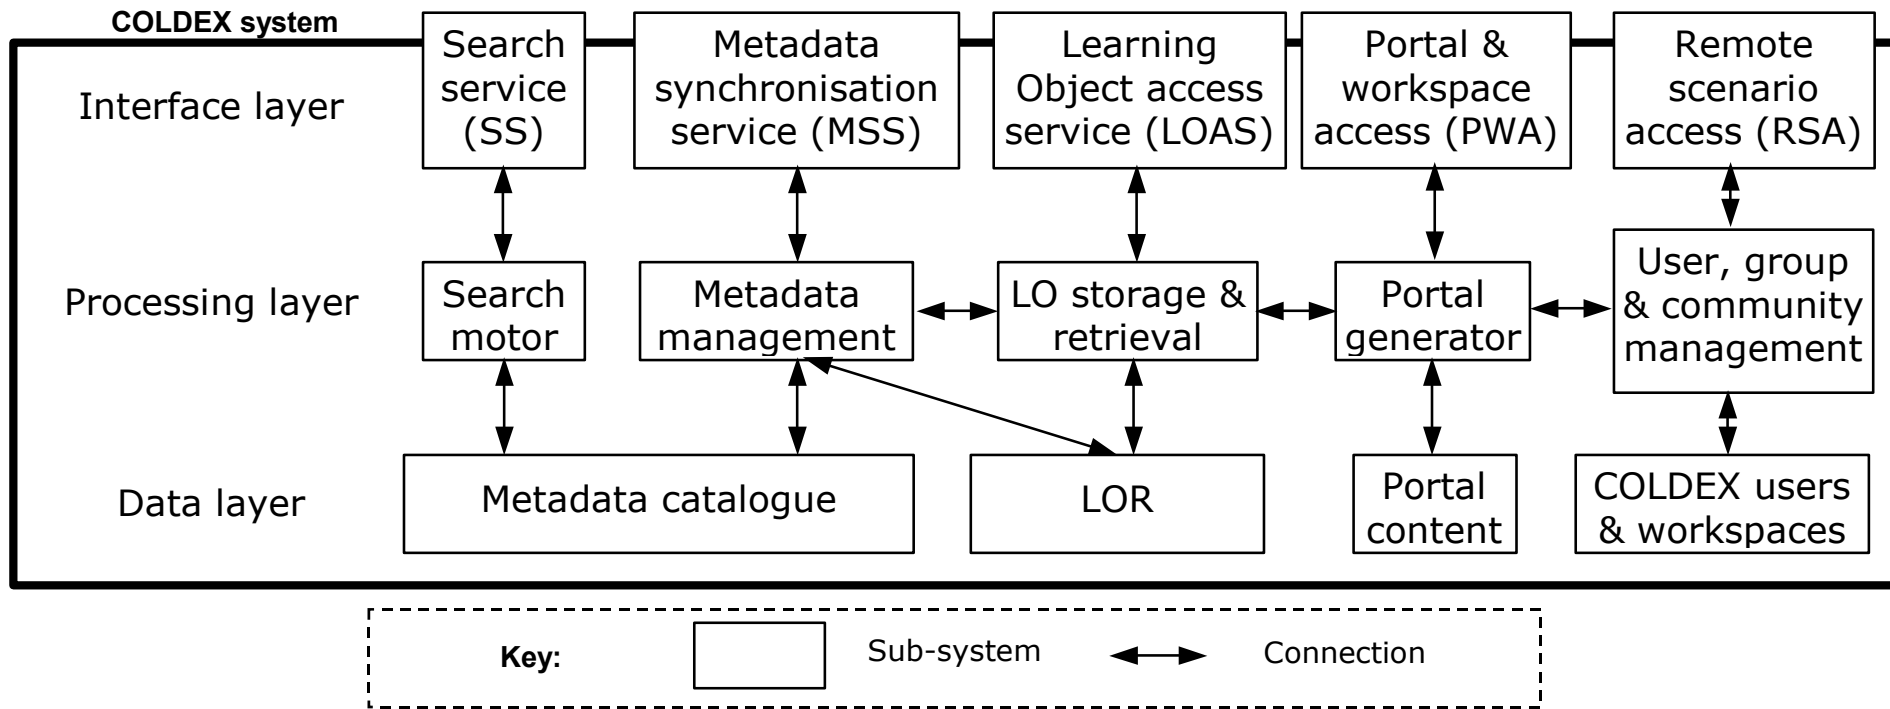 COLDEX system
Interface layer
Search
service
(SS)
Metadata
synchronisation
service (MSS)
Learning
Object access
service (LOAS)
Portal &
workspace
access (PWA)
Remote
scenario
access (RSA)
Processing layer
Search
motor
Metadata
management
LO storage &
retrieval
Portal
generator
User, group
& community
management
Data layer
Metadata catalogue
LOR
Portal
content
COLDEX users
& workspaces
Key:
Sub-system
Connection